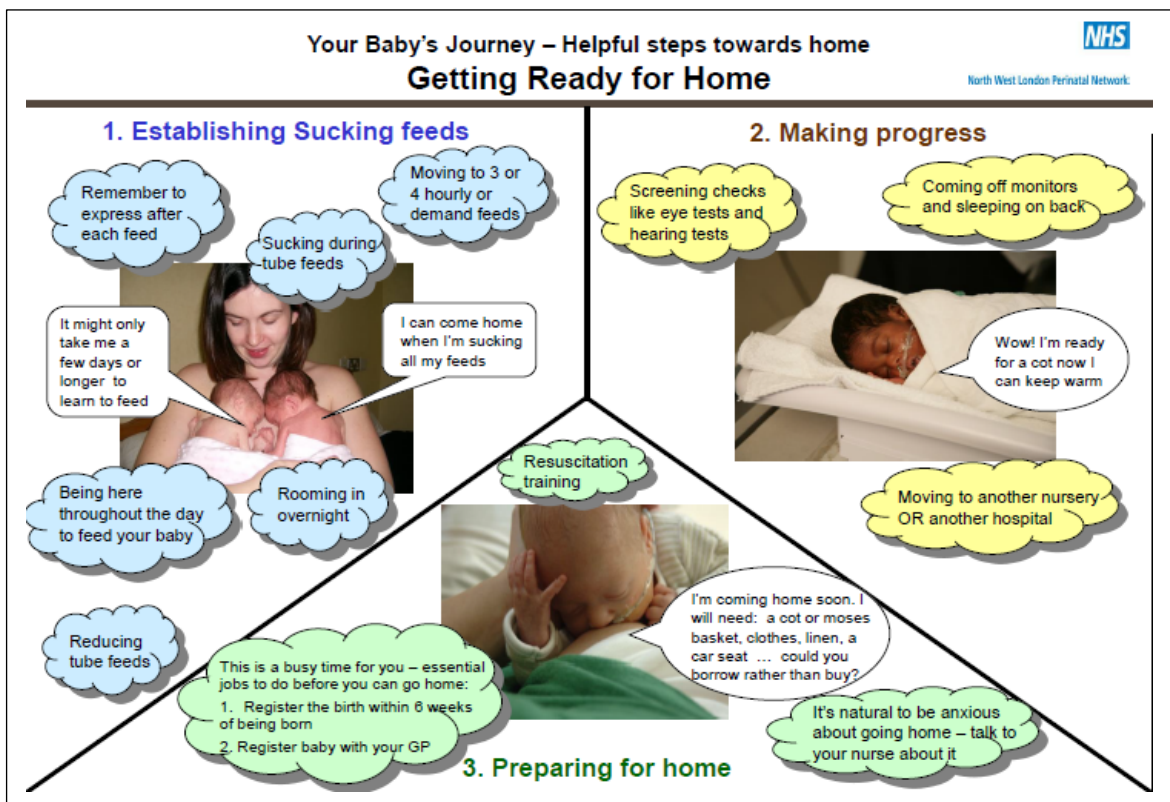 Your Baby's Journey – Helpful steps towards home
Getting Ready for Home
NHS
North West London Perinatal Network
1. Establishing Sucking feeds
Remember to
express after
each feed
Moving to 3 or
4 hourly or
demand feeds
Sucking during
tube feeds
It might only
take me a
few days or
longer to
learn to feed
I can come home
when I'm sucking
all my feeds
Being here
throughout the day
to feed your baby
Rooming in
overnight
Reducing
tube feeds
2. Making progress
Screening checks
like eye tests and
hearing tests
Coming off monitors
and sleeping on back
Wow! I'm ready
for a cot now I
can keep warm
Moving to another nursery
OR another hospital
Resuscitation
training
I'm coming home soon. I
will need: a cot or moses
basket, clothes, linen, a
car seat … could you
borrow rather than buy?
This is a busy time for you – essential
jobs to do before you can go home:
1. Register the birth within 6 weeks
of being born
2. Register baby with your GP
It's natural to be anxious
about going home – talk to
your nurse about it
3. Preparing for home